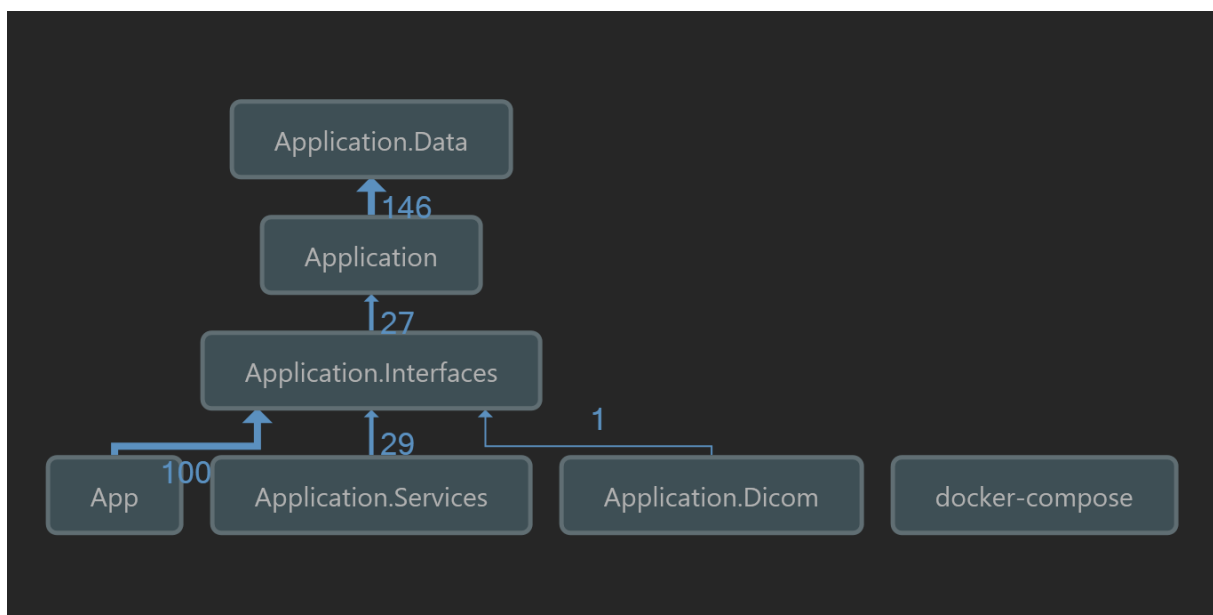 Application.Data
146
Application
27
Application.Interfaces
1
100
29
App
Application.Services
Application.Dicom
docker-compose